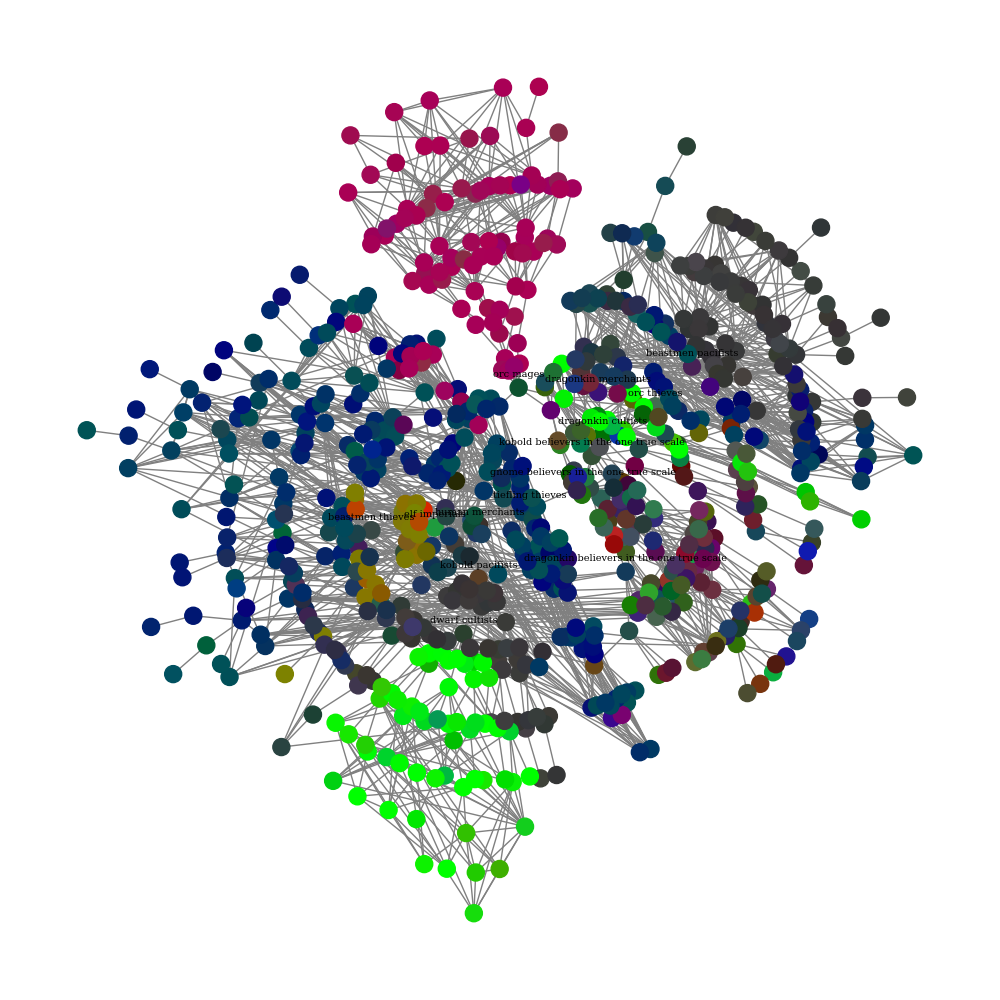 beastmen pacifists
orc mages
dragonkin merchants
orc thieves
dragonkin cultists
kobold believers in the one true scale
gnome believers in the one true scale
tiefling thieves
human merchants
elf imperials
beastmen thieves
dragonkin believers in the one true scale
kobold pacifists
dwarf cultists